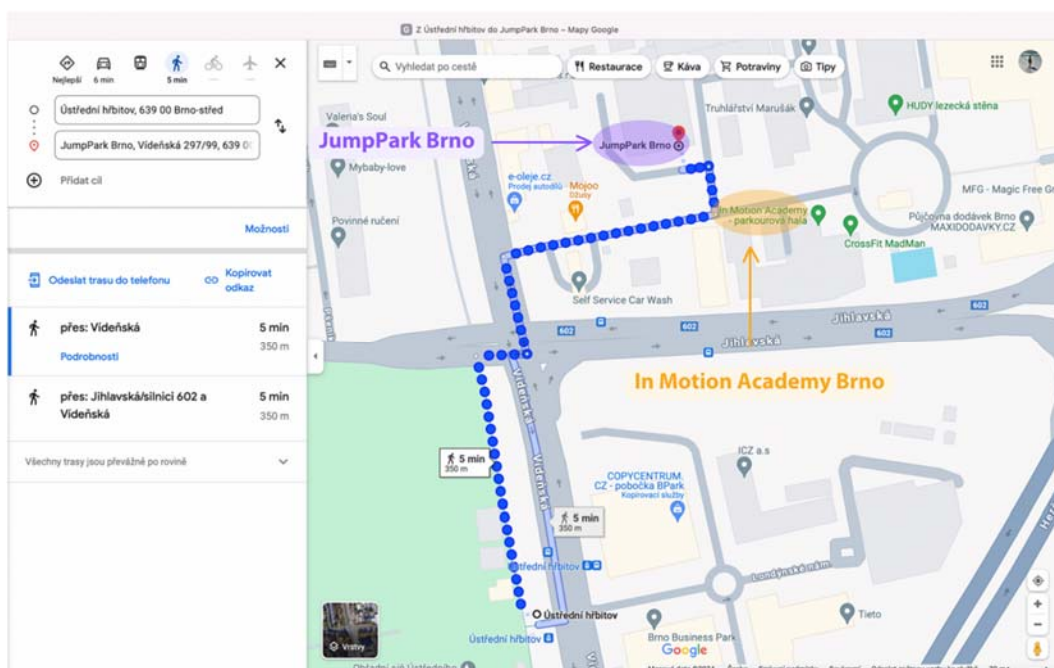 Z Ústřední hřbitov do JumpPark Brno – Mapy Google
Nejlepší
6 min
5 min
Ústřední hřbitov, 639 00 Brno-střed
JumpPark Brno, Vídeňská 297/99, 639 0
Přidat cíl
Možnosti
Odeslat trasu do telefonu
Kopírovat
odkaz
přes: Vídeňská
5 min
350 m
Podrobnosti
přes: Jihlavská/silnici 602 a
Vídeňská
5 min
350 m
Všechny trasy jsou převážně po rovině
Vyhledat po cestě
Restaurace
Káva
Potraviny
Tipy
Valeria's Soul
Truhlářství Marušák
HUDY lezecká stěna
JumpPark Brno
JumpPark Brno
Mybaby-love
e-oleje.cz
Prodej autodílů
Mojoo
Džusy
MFG - Magic Free Gr
Povinné ručení
In Motion Academy
- parkourová hala
Půjčovna dodávek Brno
MAXIDODAVKY.CZ
CrossFit MadMan
Self Service Car Wash
Jihlavská
602
602
602
Jihlavská
In Motion Academy Brno
Vídeňská
Vídeňská
5 min
350 m
ICZ a.s
COPYCENTRUM.
CZ - pobočka BPark
Kopírovací služby
5 min
350 m
Ústřední hřbitov
Londýnské nám.
Ústřední hřbitov
Ústřední hřbitov
Tieto
Brno Business Park
Vrstvy
Google